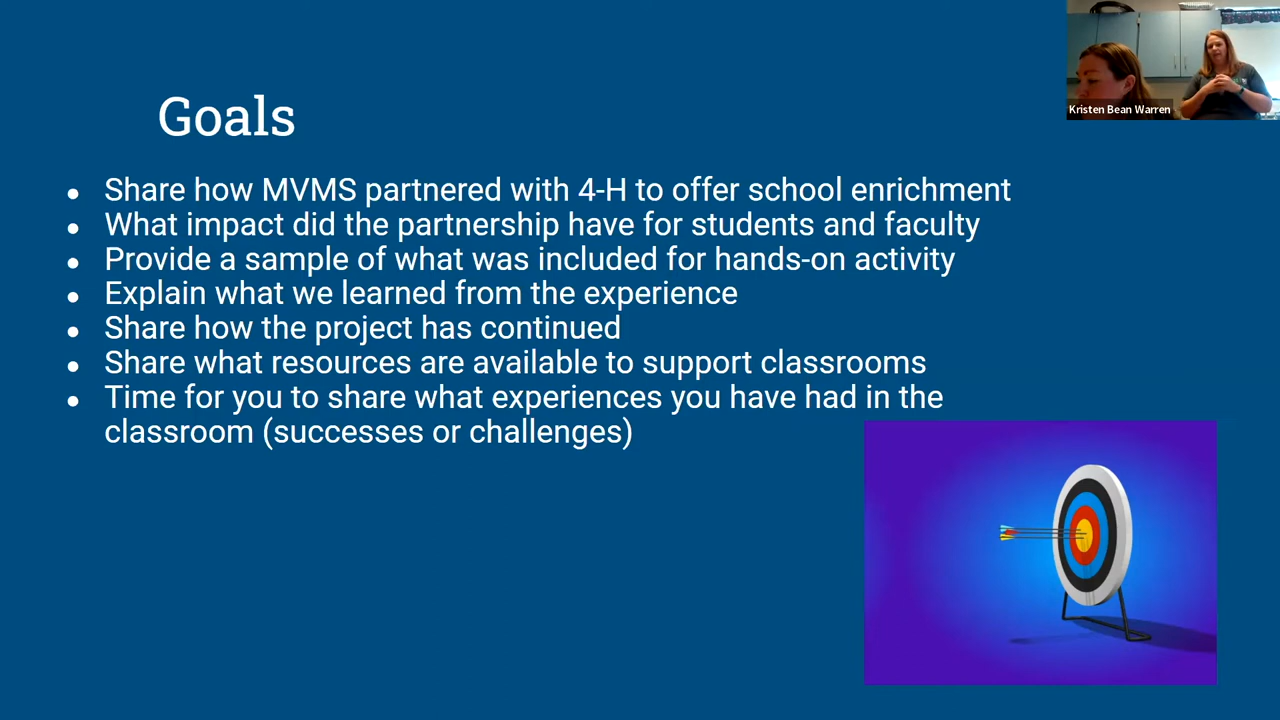 Goals
● Share how MVMS partnered with 4-H to offer school enrichment
● What impact did the partnership have for students and faculty
● Provide a sample of what was included for hands-on activity
● Explain what we learned from the experience
● Share how the project has continued
● Share what resources are available to support classrooms
● Time for you to share what experiences you have had in the
classroom (successes or challenges)
Kristen Bean Warren